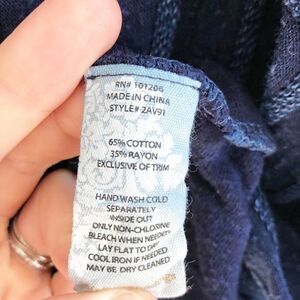 RN# 101206
MADE IN CHINA
STYLE# 2AV91
65% COTTON
35% RAYON
EXCLUSIVE OF TRIM
HAND WASH COLD
SEPARATELY
INSIDE OUT
ONLY NON-CHLORINE
BLEACH WHEN NEEDED
LAY FLAT TO DRY
COOL IRON IF NEEDED
MAY BE DRY CLEANED